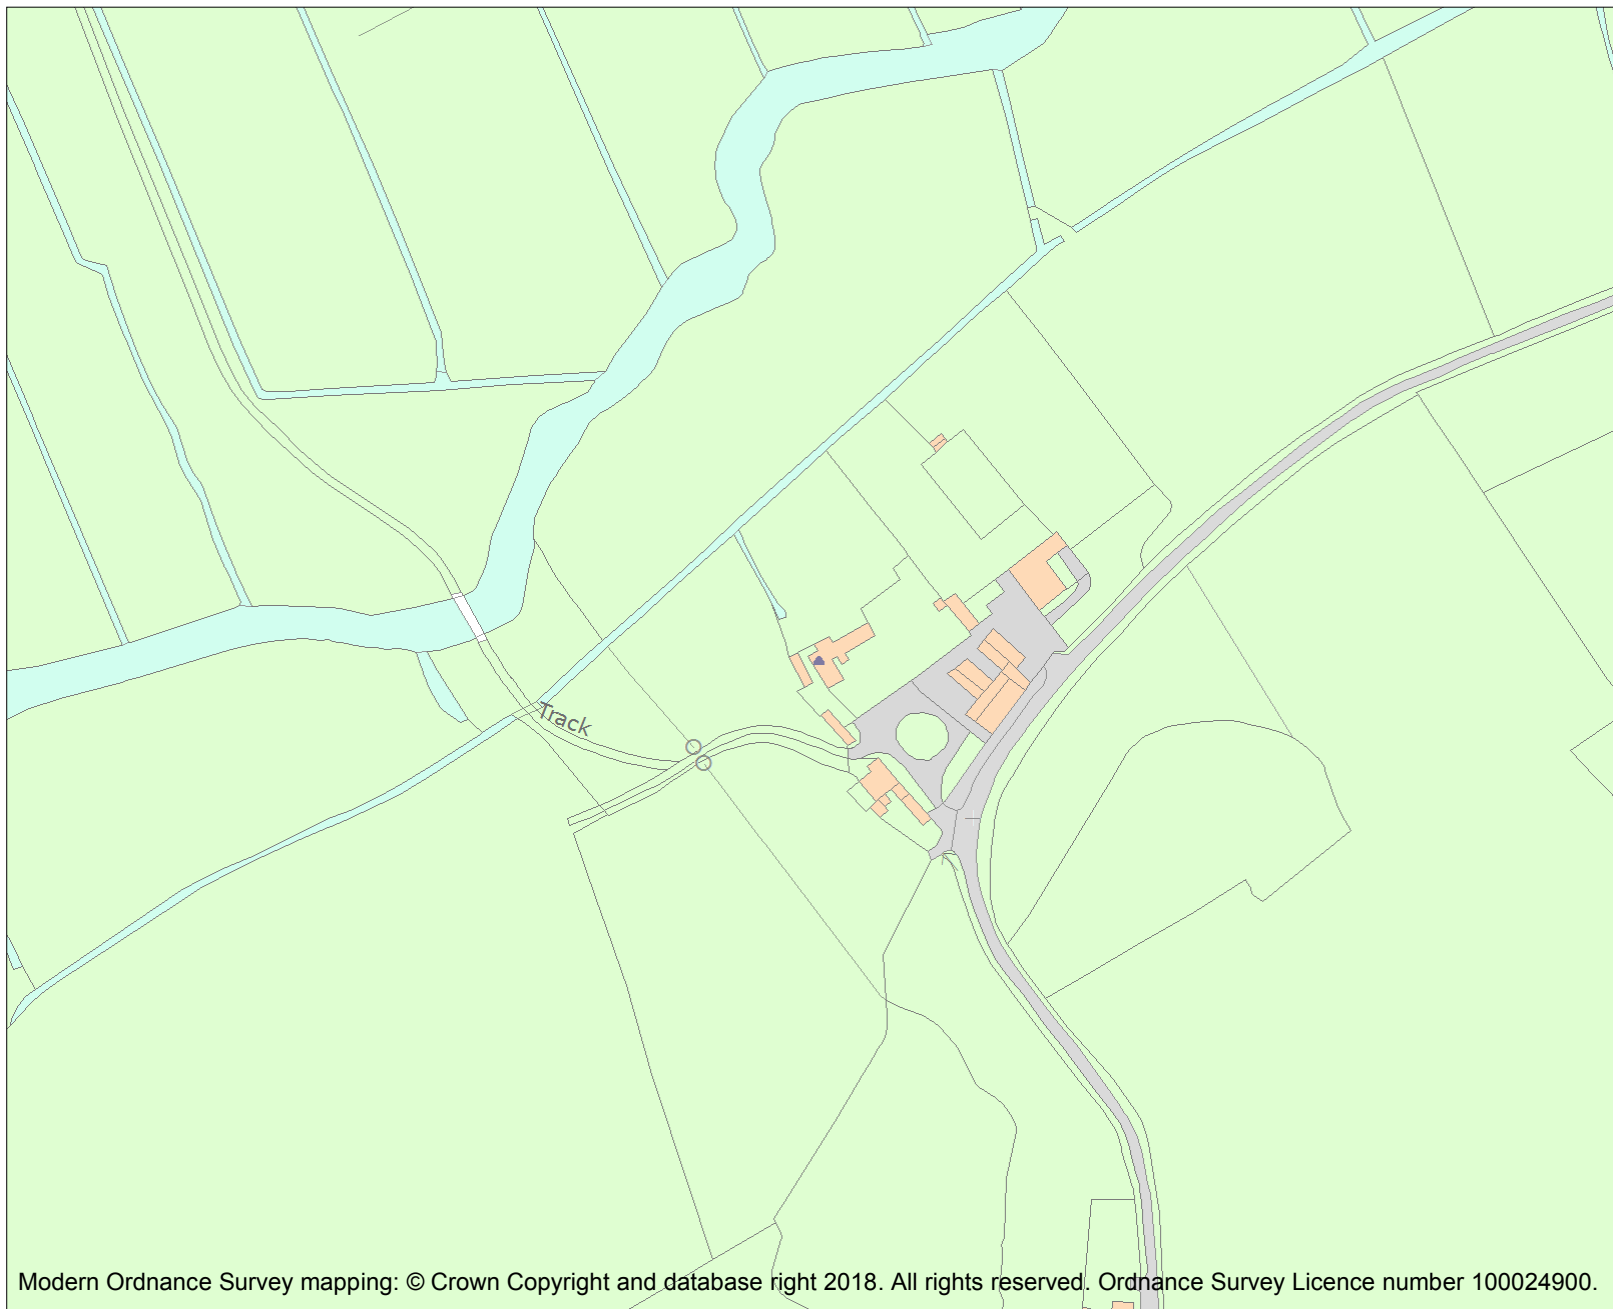 Track
Modern Ordnance Survey mapping: © Crown Copyright and database right 2018. All rights reserved. Ordnance Survey Licence number 100024900.